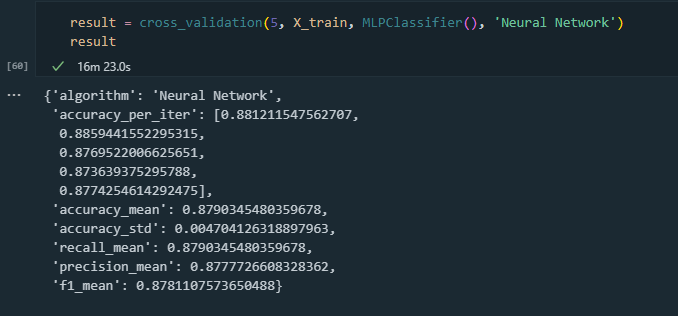 result = cross_validation(5, X_train, MLPClassifier(), 'Neural Network')
result
[60] ✓ 16m 23.0s
... {'algorithm': 'Neural Network',
'accuracy_per_iter': [0.881211547562707,
0.8859441552295315,
0.8769522006625651,
0.873639375295788,
0.8774254614292475],
'accuracy_mean': 0.8790345480359678,
'accuracy_std': 0.004704126318897963,
'recall_mean': 0.8790345480359678,
'precision_mean': 0.8777726608328362,
'f1_mean': 0.8781107573650488}